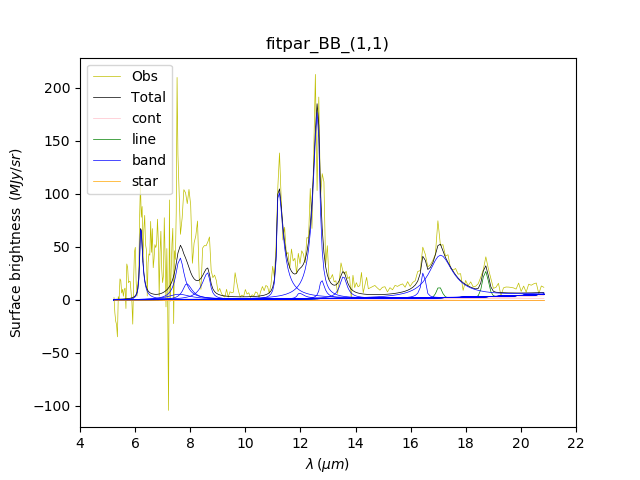 fitpar_BB_(1,1)
Obs
Total
cont
line
band
star
200
150
100
50
0
−50
−100
Surface brightness (MJy/sr)
4 6 8 10 12 14 16 18 20 22
λ (μm)